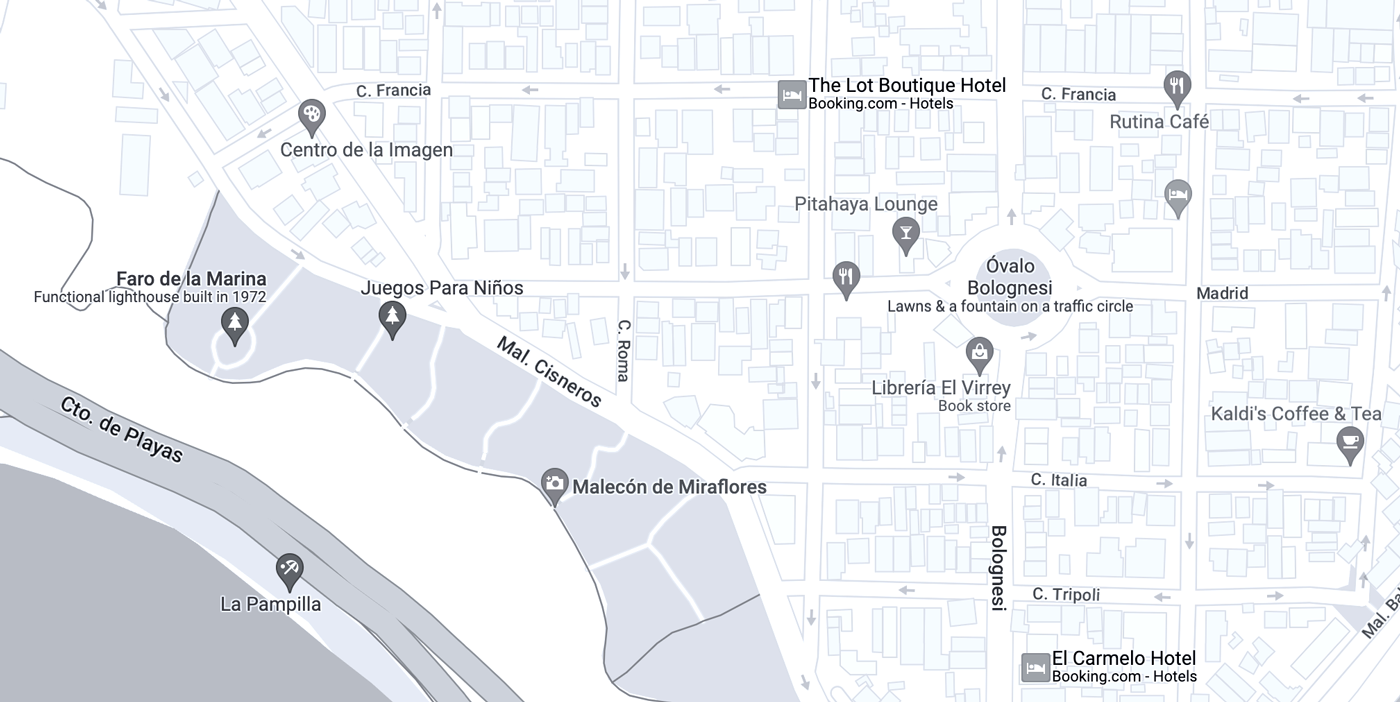 The Lot Boutique Hotel
Booking.com - Hotels
C. Francia
C. Francia
Rutina Café
Centro de la Imagen
Pitahaya Lounge
Óvalo
Bolognesi
Lawns & a fountain on a traffic circle
Faro de la Marina
Functional lighthouse built in 1972
Juegos Para Niños
Madrid
C. Roma
Mal. Cisneros
Librería El Virrey
Book store
Kaldi's Coffee & Tea
Cto. de Playas
Malecón de Miraflores
C. Italia
Bolognesi
La Pampilla
C. Tripoli
Mal. Ba
El Carmelo Hotel
Booking.com - Hotels